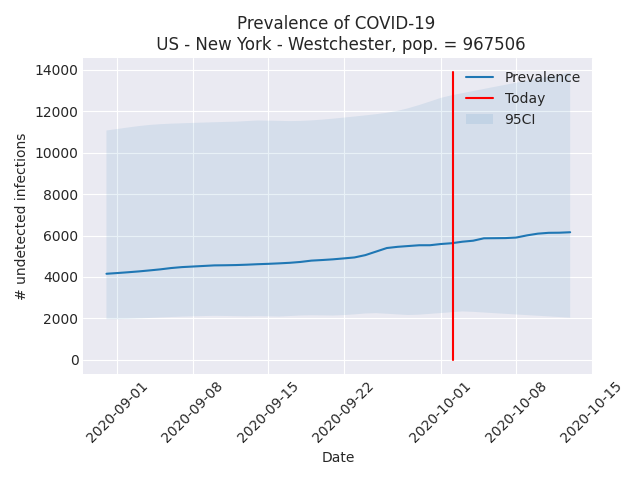 Prevalence of COVID-19
US - New York - Westchester, pop. = 967506
14000
12000
10000
8000
6000
4000
2000
0
# undetected infections
Prevalence
Today
95CI
2020-09-01
2020-09-08
2020-09-15
2020-09-22
2020-10-01
2020-10-08
2020-10-15
Date